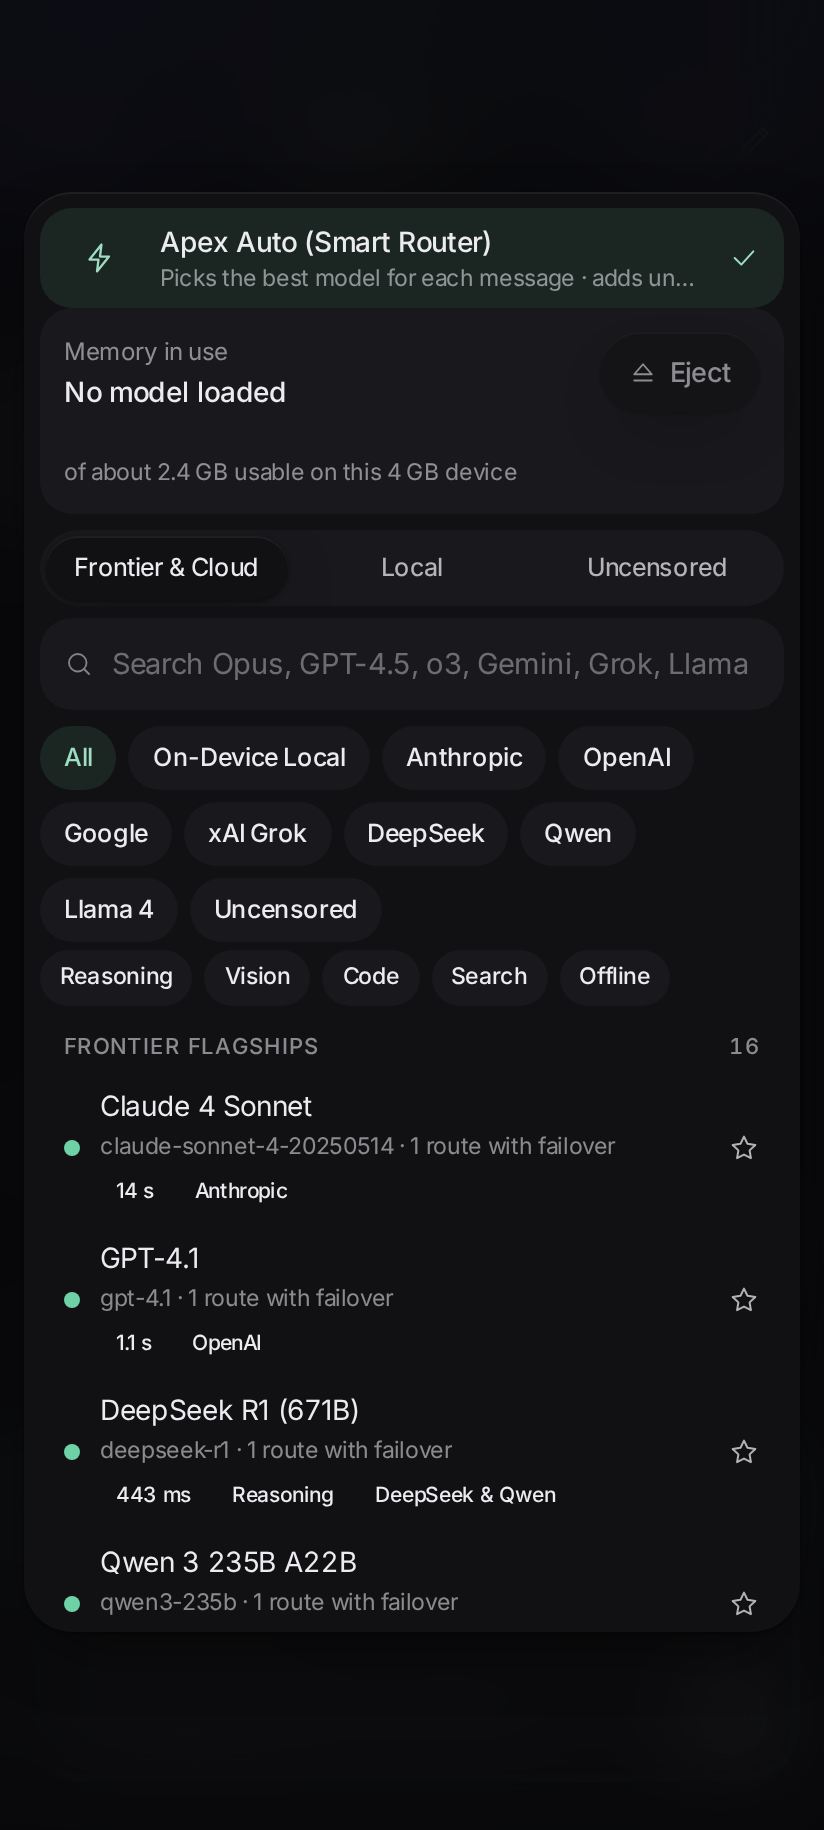 Apex Auto (Smart Router)
Picks the best model for each message · adds un...
Memory in use
No model loaded
Eject
of about 2.4 GB usable on this 4 GB device
Frontier & Cloud
Local
Uncensored
Search Opus, GPT-4.5, o3, Gemini, Grok, Llama
All
On-Device Local
Anthropic
OpenAI
Google
xAI Grok
DeepSeek
Qwen
Llama 4
Uncensored
Reasoning
Vision
Code
Search
Offline
FRONTIER FLAGSHIPS
16
Claude 4 Sonnet
claude-sonnet-4-20250514 · 1 route with failover
14 s
Anthropic
GPT-4.1
gpt-4.1 · 1 route with failover
1.1 s
OpenAI
DeepSeek R1 (671B)
deepseek-r1 · 1 route with failover
443 ms
Reasoning
DeepSeek & Qwen
Qwen 3 235B A22B
qwen3-235b · 1 route with failover